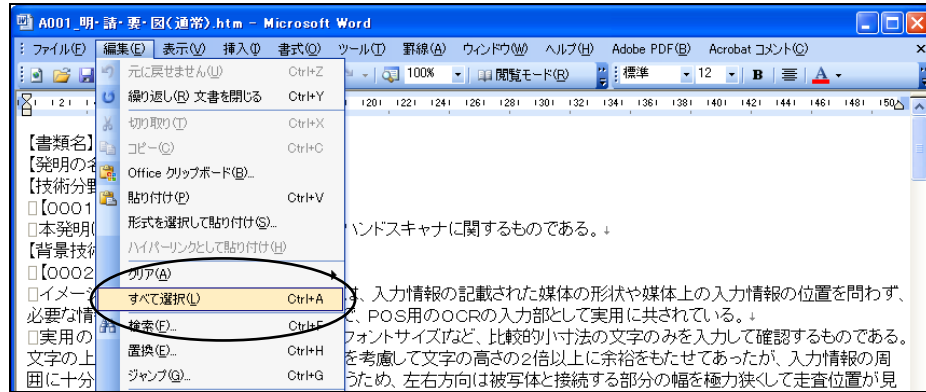 A001_明・請・要・図(通常).htm - Microsoft Word
ファイル(F) 編集(E) 表示(V) 挿入(I) 書式(O) ツール(T) 罫線(A) ウィンドウ(W) ヘルプ(H) Adobe PDF(B) Acrobat コメント(C)
100% 閲覧モード(R) 標準 12 B A
元に戻せません(U) Ctrl+Z
繰り返し(R) 文書を閉じる Ctrl+Y
切り取り(T) Ctrl+X
コピー(C) Ctrl+C
Office クリップボード(B)...
貼り付け(P) Ctrl+V
形式を選択して貼り付け(S)...
ハイパーリンクとして貼り付け(H)
クリア(A)
すべて選択(L) Ctrl+A
検索(F)... Ctrl+F
置換(E)... Ctrl+H
ジャンプ(G)... Ctrl+G
|2| |20| |22| |24| |26| |28| |30| |32| |34| |36| |38| |40| |42| |44| |46| |48| |50
【書類名】
【発明の名
【技術分野
□【0001
□本発明 ハンドスキャナに関するものである。↓
【背景技術
□【0002
□イメージ は、入力情報の記載された媒体の形状や媒体上の入力情報の位置を問わず、
必要な情 、POS用のOCRの入力部として実用に共されている。↓
□実用の フォントサイズ)など、比較的小寸法の文字のみを入力して確認するものである。
文字の上 を考慮して文字の高さの2倍以上に余裕をもたせてあったが、入力情報の周
囲に十分 うため、左右方向は被写体と接続する部分の幅を極力狭くして走査位置が見